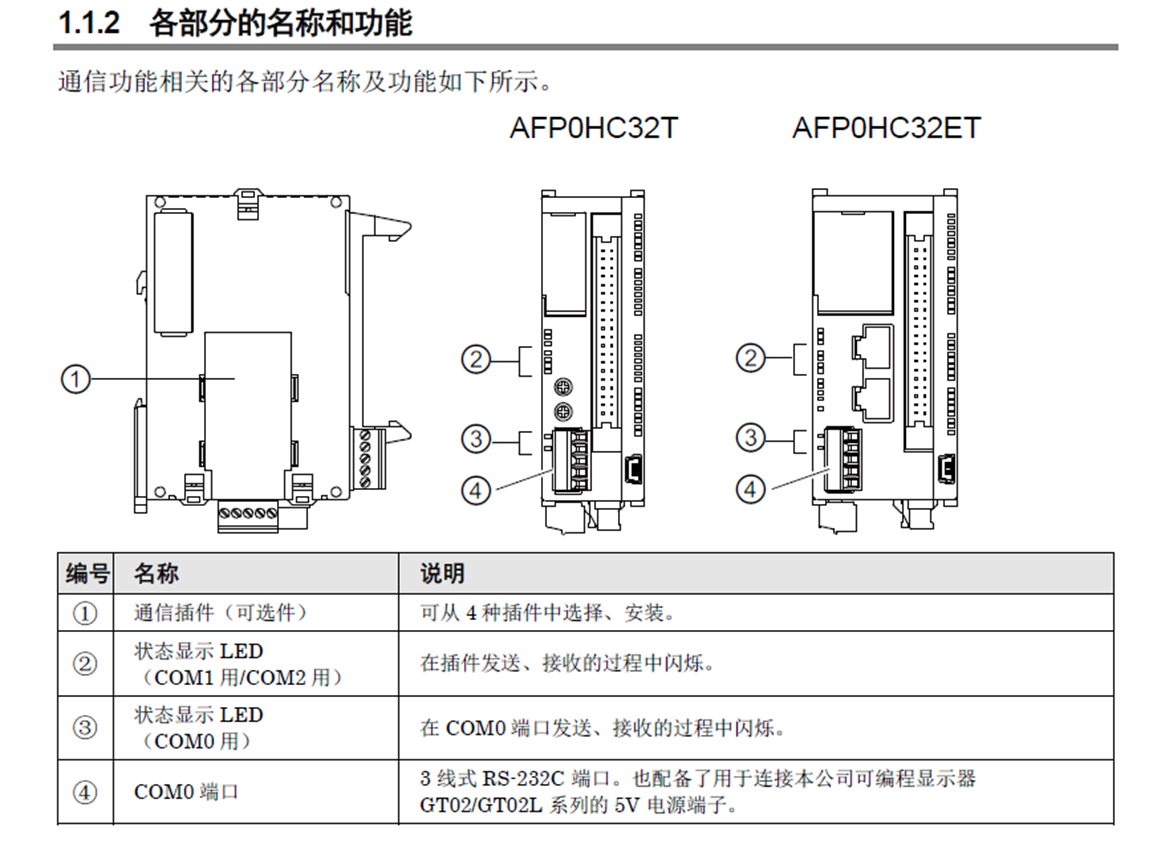 1.1.2 各部分的名称和功能
通信功能相关的各部分名称及功能如下所示。
AFP0HC32T AFP0HC32ET
①
②
③
④
②
③
④
编号 名称 说明
① 通信插件（可选件） 可从 4 种插件中选择、安装。
② 状态显示 LED
（COM1 用/COM2 用） 在插件发送、接收的过程中闪烁。
③ 状态显示 LED
（COM0 用） 在 COM0 端口发送、接收的过程中闪烁。
④ COM0 端口 3 线式 RS-232C 端口。也配备了用于连接本公司可编程显示器
GT02/GT02L 系列的 5V 电源端子。